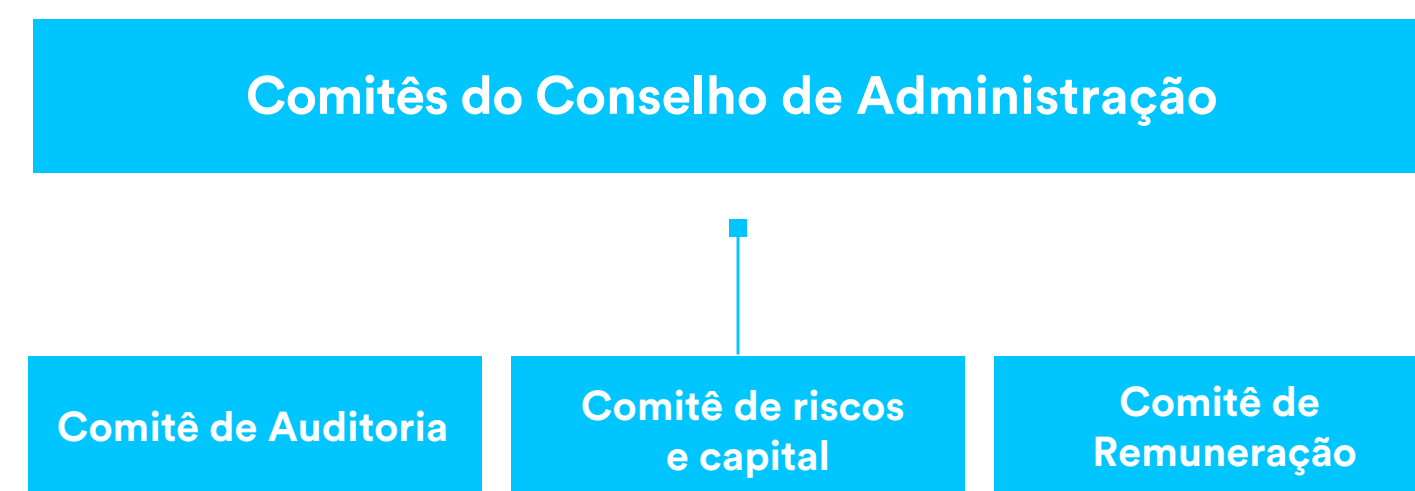 Comitês do Conselho de Administração
Comitê de Auditoria
Comitê de riscos
e capital
Comitê de
Remuneração